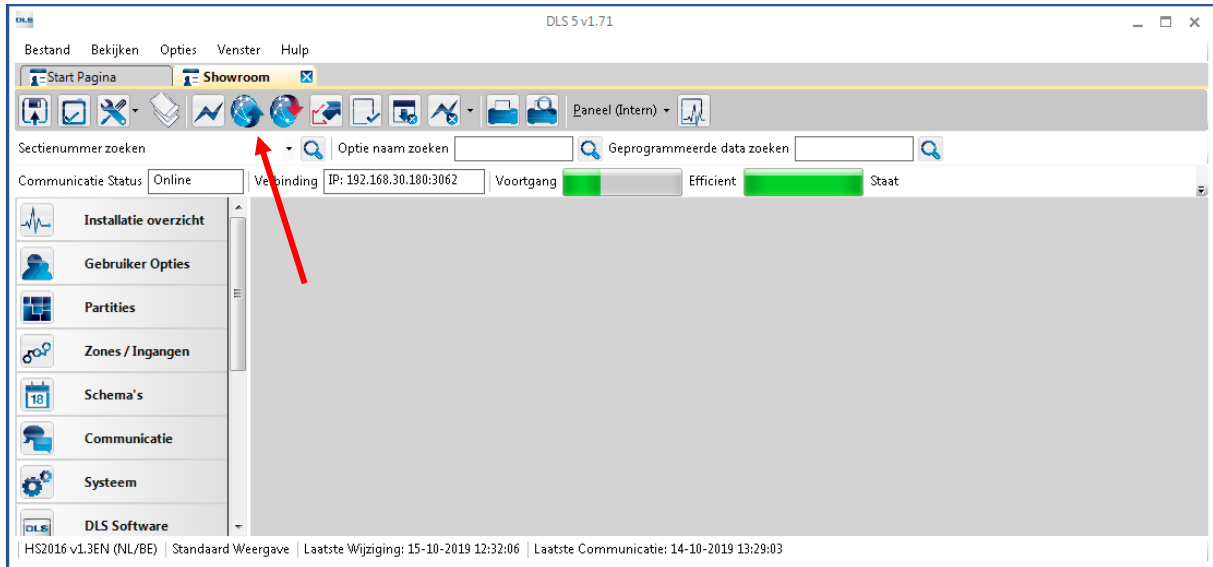 DLS DLS 5 v1.71
Bestand Bekijken Opties Venster Hulp
Start Pagina Showroom
Paneel (Intern)
Sectienummer zoeken Optie naam zoeken Geprogrammeerde data zoeken
Communicatie Status Online Verbinding IP: 192.168.30.180:3062 Voortgang Efficient Staat
Installatie overzicht
Gebruiker Opties
Partities
Zones / Ingangen
18 Schema's
Communicatie
Systeem
DLS DLS Software
HS2016 v1.3EN (NL/BE) Standaard Weergave Laatste Wijziging: 15-10-2019 12:32:06 Laatste Communicatie: 14-10-2019 13:29:03